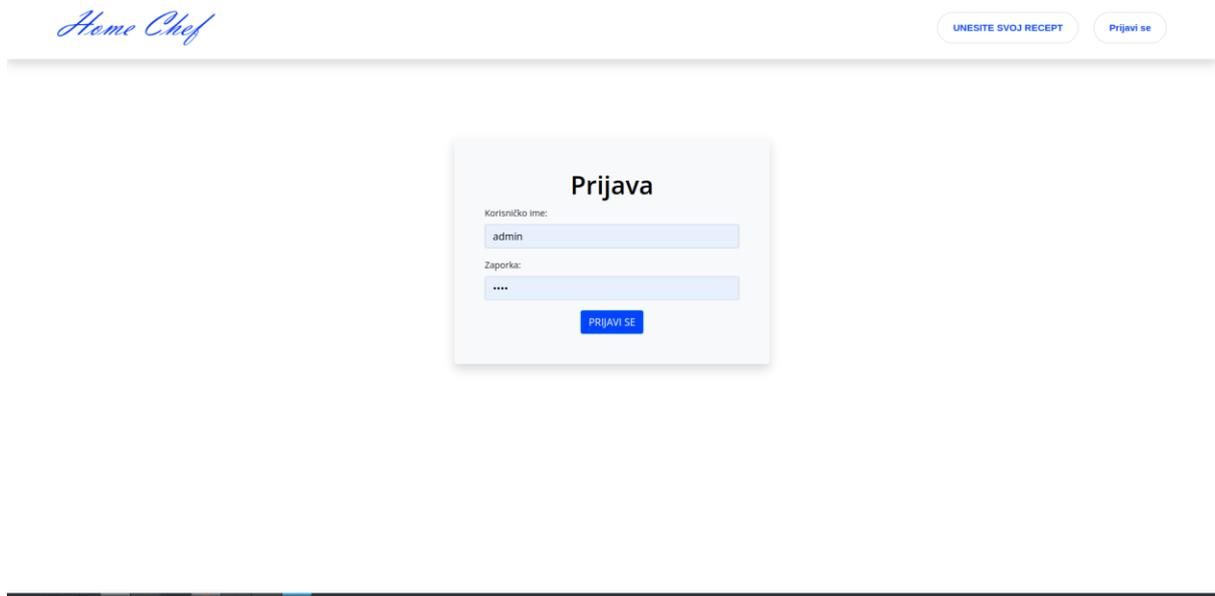 Home Chef
UNESITE SVOJ RECEPT
Prijavi se
Prijava
Korisničko ime:
admin
Zaporka:
••••
PRIJAVI SE